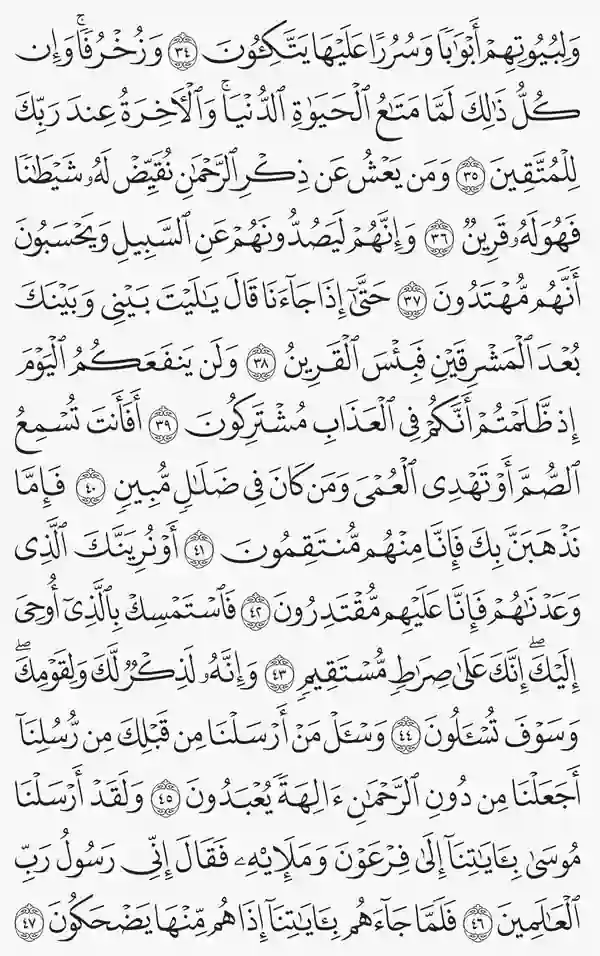 وَلِبُيُوتِهِمْ أَبْوَٰبًا وَسُرُرًا عَلَيْهَا يَتَّكِـُٔونَ ٣٤ وَزُخْرُفًا ۚ وَإِن
كُلُّ ذَٰلِكَ لَمَّا مَتَـٰعُ ٱلْحَيَوٰةِ ٱلدُّنْيَا ۚ وَٱلْـَٔاخِرَةُ عِندَ رَبِّكَ
لِلْمُتَّقِينَ ٣٥ وَمَن يَعْشُ عَن ذِكْرِ ٱلرَّحْمَـٰنِ نُقَيِّضْ لَهُۥ شَيْطَـٰنًا
فَهُوَ لَهُۥ قَرِينٌ ٣٦ وَإِنَّهُمْ لَيَصُدُّونَهُمْ عَنِ ٱلسَّبِيلِ وَيَحْسَبُونَ
أَنَّهُم مُّهْتَدُونَ ٣٧ حَتَّىٰٓ إِذَا جَآءَنَا قَالَ يَـٰلَيْتَ بَيْنِى وَبَيْنَكَ
بُعْدَ ٱلْمَشْرِقَيْنِ فَبِئْسَ ٱلْقَرِينُ ٣٨ وَلَن يَنفَعَكُمُ ٱلْيَوْمَ
إِذ ظَّلَمْتُمْ أَنَّكُمْ فِى ٱلْعَذَابِ مُشْتَرِكُونَ ٣٩ أَفَأَنتَ تُسْمِعُ
ٱلصُّمَّ أَوْ تَهْدِى ٱلْعُمْىَ وَمَن كَانَ فِى ضَلَـٰلٍ مُّبِينٍ ٤٠ فَإِمَّا
نَذْهَبَنَّ بِكَ فَإِنَّا مِنْهُم مُّنتَقِمُونَ ٤١ أَوْ نُرِيَنَّكَ ٱلَّذِى
وَعَدْنَـٰهُمْ فَإِنَّا عَلَيْهِم مُّقْتَدِرُونَ ٤٢ فَٱسْتَمْسِكْ بِٱلَّذِىٓ أُوحِىَ
إِلَيْكَ ۖ إِنَّكَ عَلَىٰ صِرَٰطٍ مُّسْتَقِيمٍ ٤٣ وَإِنَّهُۥ لَذِكْرٌ لَّكَ وَلِقَوْمِكَ ۖ
وَسَوْفَ تُسْـَٔلُونَ ٤٤ وَسْـَٔلْ مَنْ أَرْسَلْنَا مِن قَبْلِكَ مِن رُّسُلِنَآ
أَجَعَلْنَا مِن دُونِ ٱلرَّحْمَـٰنِ ءَالِهَةً يُعْبَدُونَ ٤٥ وَلَقَدْ أَرْسَلْنَا
مُوسَىٰ بِـَٔايَـٰتِنَآ إِلَىٰ فِرْعَوْنَ وَمَلَإِي۟هِۦ فَقَالَ إِنِّى رَسُولُ رَبِّ
ٱلْعَـٰلَمِينَ ٤٦ فَلَمَّا جَآءَهُم بِـَٔايَـٰتِنَآ إِذَا هُم مِّنْهَا يَضْحَكُونَ ٤٧